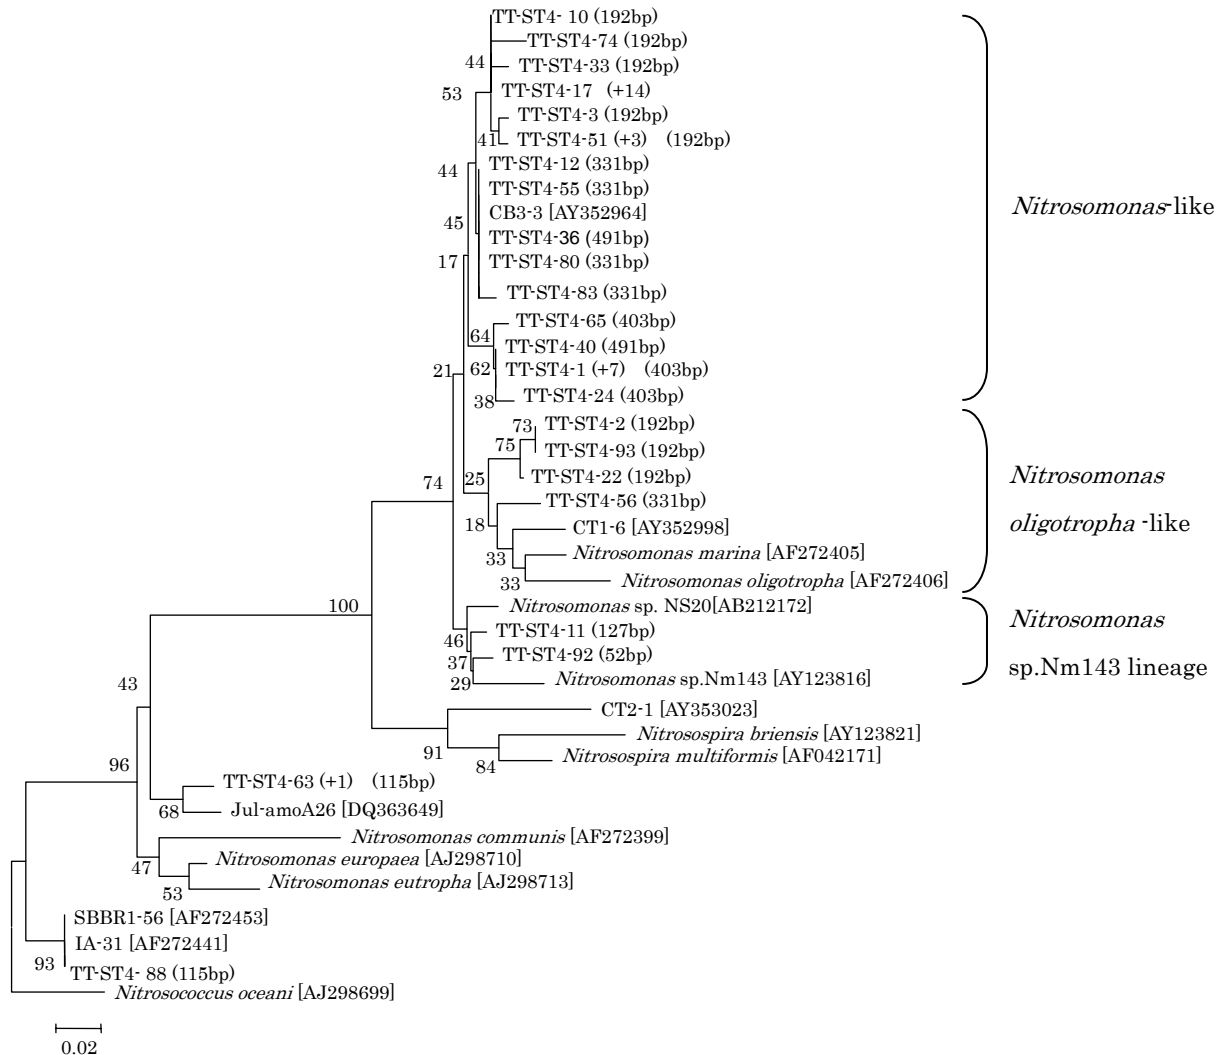 TT-ST4- 10 (192bp)
TT-ST4-74 (192bp)
44
TT-ST4-33 (192bp)
53
TT-ST4-17 (+14)
TT-ST4-3 (192bp)
41
TT-ST4-51 (+3) (192bp)
44
TT-ST4-12 (331bp)
TT-ST4-55 (331bp)
CB3-3 [AY352964]
45
TT-ST4-36 (491bp)
17
TT-ST4-80 (331bp)
TT-ST4-83 (331bp)
TT-ST4-65 (403bp)
64
TT-ST4-40 (491bp)
21
62
TT-ST4-1 (+7) (403bp)
38
TT-ST4-24 (403bp)
Nitrosomonas-like
73
TT-ST4-2 (192bp)
75
TT-ST4-93 (192bp)
74
25
TT-ST4-22 (192bp)
TT-ST4-56 (331bp)
18
CT1-6 [AY352998]
33
Nitrosomonas marina [AF272405]
33
Nitrosomonas oligotropha [AF272406]
Nitrosomonas
oligotropha -like
100
Nitrosomonas sp. NS20[AB212172]
46
TT-ST4-11 (127bp)
37
TT-ST4-92 (52bp)
29
Nitrosomonas sp.Nm143 [AY123816]
Nitrosomonas
sp.Nm143 lineage
43
CT2-1 [AY353023]
91
Nitrosospira briensis [AY123821]
84
Nitrosospira multiformis [AF042171]
96
TT-ST4-63 (+1) (115bp)
68
Jul-amoA26 [DQ363649]
Nitrosomonas communis [AF272399]
47
Nitrosomonas europaea [AJ298710]
53
Nitrosomonas eutropha [AJ298713]
SBBR1-56 [AF272453]
IA-31 [AF272441]
93
TT-ST4- 88 (115bp)
Nitrosococcus oceani [AJ298699]
0.02